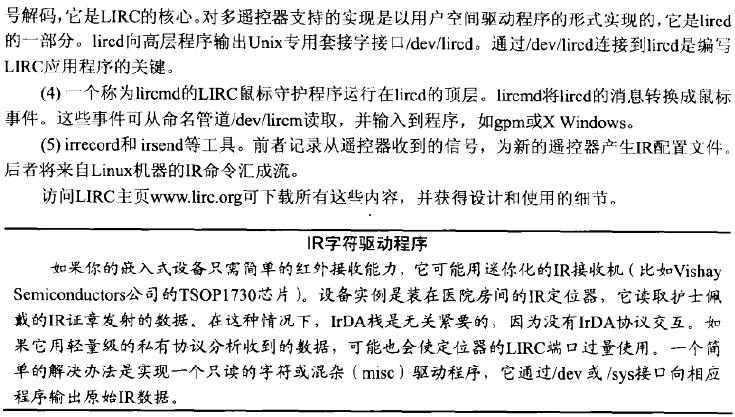 号解码，它是LIRC的核心。对多遥控器支持的实现是以用户空间驱动程序的形式实现的，它是lircd
的一部分。lircd向高层程序输出Unix专用套接字接口/dev/lircd。通过/dev/lircd连接到lircd是编写
LIRC应用程序的关键。
(4) 一个称为lircmd的LIRC鼠标守护程序运行在lircd的顶层。lircmd将lircd的消息转换成鼠标
事件。这些事件可从命名管道/dev/lircm读取，并输入到程序，如gpm或X Windows。
(5) irrecord和 irsend等工具。前者记录从遥控器收到的信号，为新的遥控器产生IR配置文件。
后者将来自Linux机器的IR命令汇成流。
访问LIRC主页www.lirc.org可下载所有这些内容，并获得设计和使用的细节。
IR字符驱动程序
如果你的嵌入式设备只需简单的红外接收能力，它可能用迷你化的IR接收机（比如Vishay
Semiconductors公司的TSOP1730芯片）。设备实例是装在医院房间的IR定位器，它读取护士佩
戴的IR证章发射的数据。在这种情况下，IrDA栈是无关紧要的，因为没有IrDA协议交互。如
果它用轻量级的私有协议分析收到的数据，可能也会使定位器的LIRC端口过量使用。一个简
单的解决办法是实现一个只读的字符或混杂（misc）驱动程序，它通过/dev 或 /sys接口向相应
程序输出原始IR数据。